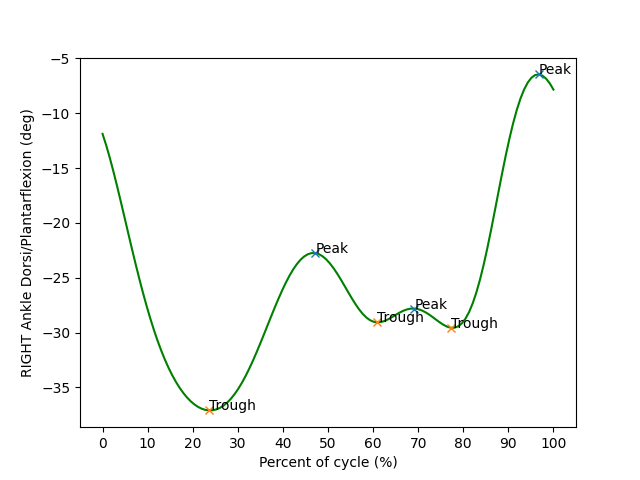 −5
−10
−15
−20
−25
−30
−35
RIGHT Ankle Dorsi/Plantarflexion (deg)
Peak
Peak
Peak
Trough
Trough
Trough
0 10 20 30 40 50 60 70 80 90 100
Percent of cycle (%)